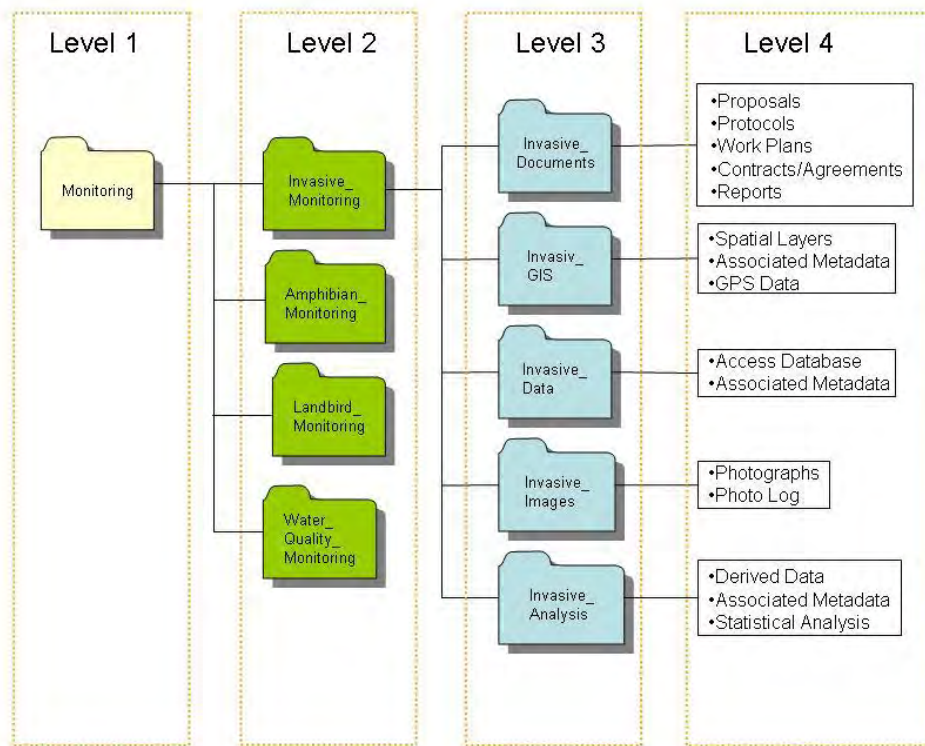 Level 1
Level 2
Level 3
Level 4
Monitoring
Invasive_
Monitoring
Amphibian_
Monitoring
Landbird_
Monitoring
Water_
Quality_
Monitoring
Invasive_
Documents
Invasiv_
GIS
Invasive_
Data
Invasive_
Images
Invasive_
Analysis
•Proposals
•Protocols
•Work Plans
•Contracts/Agreements
•Reports
•Spatial Layers
•Associated Metadata
•GPS Data
•Access Database
•Associated Metadata
•Photographs
•Photo Log
•Derived Data
•Associated Metadata
•Statistical Analysis